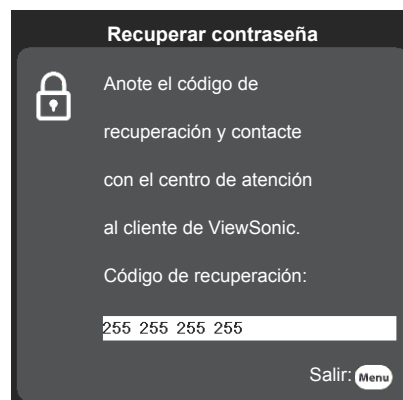 Recuperar contraseña
Anote el código de
recuperación y contacte
con el centro de atención
al cliente de ViewSonic.
Código de recuperación:
255 255 255 255
Salir: Menu